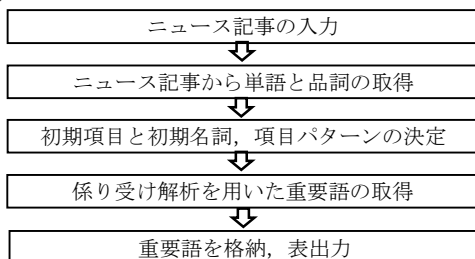 ニュース記事の入力
ニュース記事から単語と品詞の取得
初期項目と初期名詞，項目パターンの決定
係り受け解析を用いた重要語の取得
重要語を格納，表出力